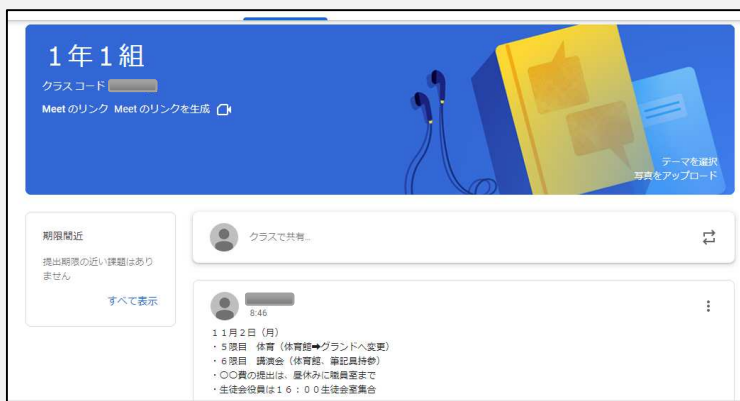 1年1組
クラス コード
Meet のリンク Meet のリンクを生成
テーマを選択
写真をアップロード
期限間近
提出期限の近い課題はあり
ません
すべて表示
クラスで共有...
8:46
11月2日(月)
・5限目 体育(体育館➡グランドへ変更)
・6限目 講演会(体育館、筆記具持参)
・〇〇費の提出は、昼休みに職員室まで
・生徒会役員は16:00生徒会室集合